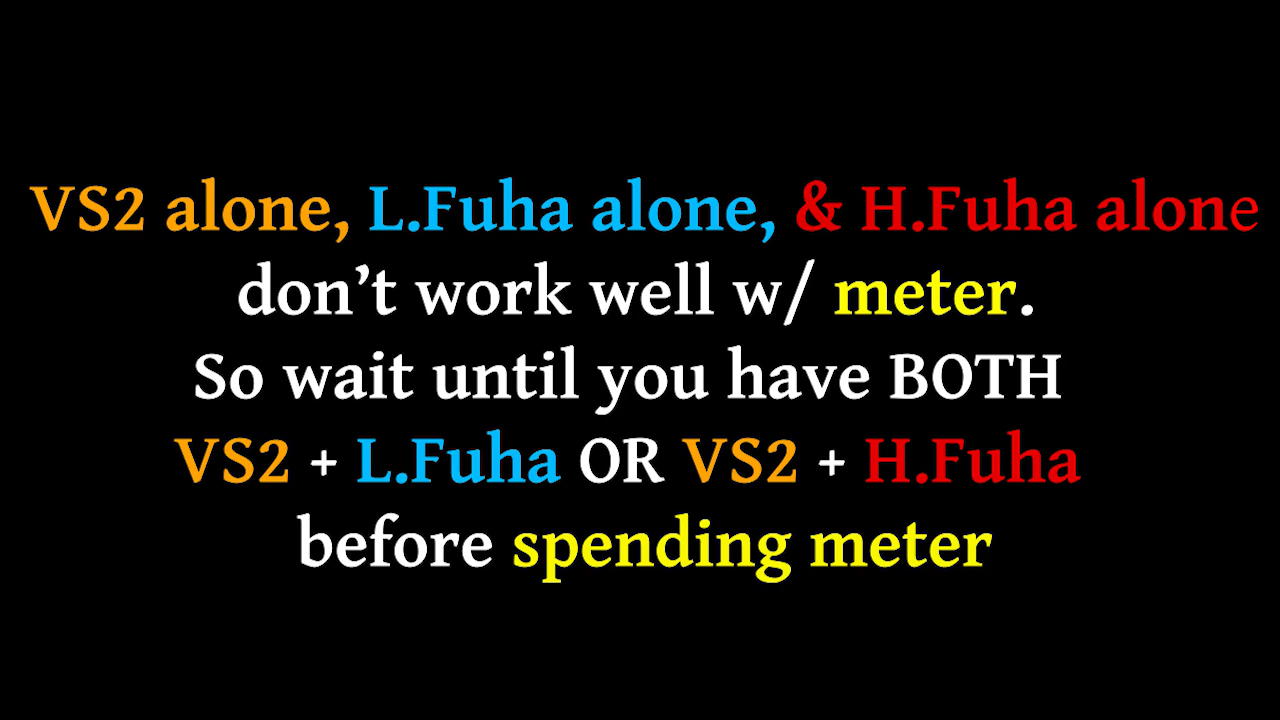 VS2 alone, L.Fuha alone, & H.Fuha alone
don’t work well w/ meter.
So wait until you have BOTH
VS2 + L.Fuha OR VS2 + H.Fuha
before spending meter